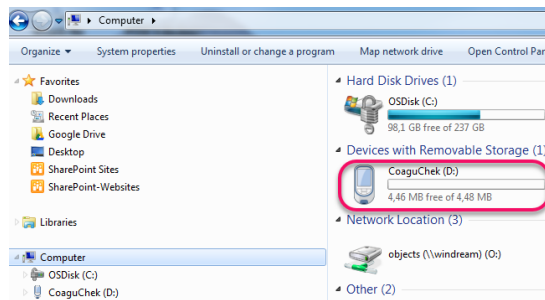 Computer
Organize
System properties
Uninstall or change a program
Map network drive
Open Control Par
Favorites
Downloads
Recent Places
Google Drive
Desktop
SharePoint Sites
SharePoint-Websites
Libraries
Computer
OSDisk (C:)
CoaguChek (D:)
Hard Disk Drives (1)
OSDisk (C:)
98,1 GB free of 237 GB
Devices with Removable Storage (1)
CoaguChek (D:)
4,46 MB free of 4,48 MB
Network Location (3)
objects (\\windream) (O:)
Other (2)